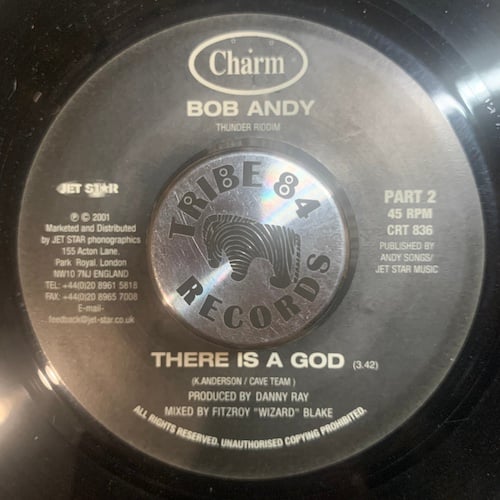 Charm
BOB ANDY
THUNDER RIDDIM
JET STAR
℗ © 2001
Marketed and Distributed
by JET STAR phonographics
155 Acton Lane,
Park Royal, London
NW10 7NJ ENGLAND
TEL: +44(0)20 8961 5818
FAX: +44(0)20 8965 7008
E-mail-
feedback@jet-star.co.uk
TRIBE 84
RECORDS
PART 2
45 RPM
CRT 836
PUBLISHED BY
ANDY SONGS/
JET STAR MUSIC
THERE IS A GOD (3.42)
(K.ANDERSON / CAVE TEAM )
PRODUCED BY DANNY RAY
MIXED BY FITZROY "WIZARD" BLAKE
ALL RIGHTS RESERVED. UNAUTHORISED COPYING PROHIBITED.